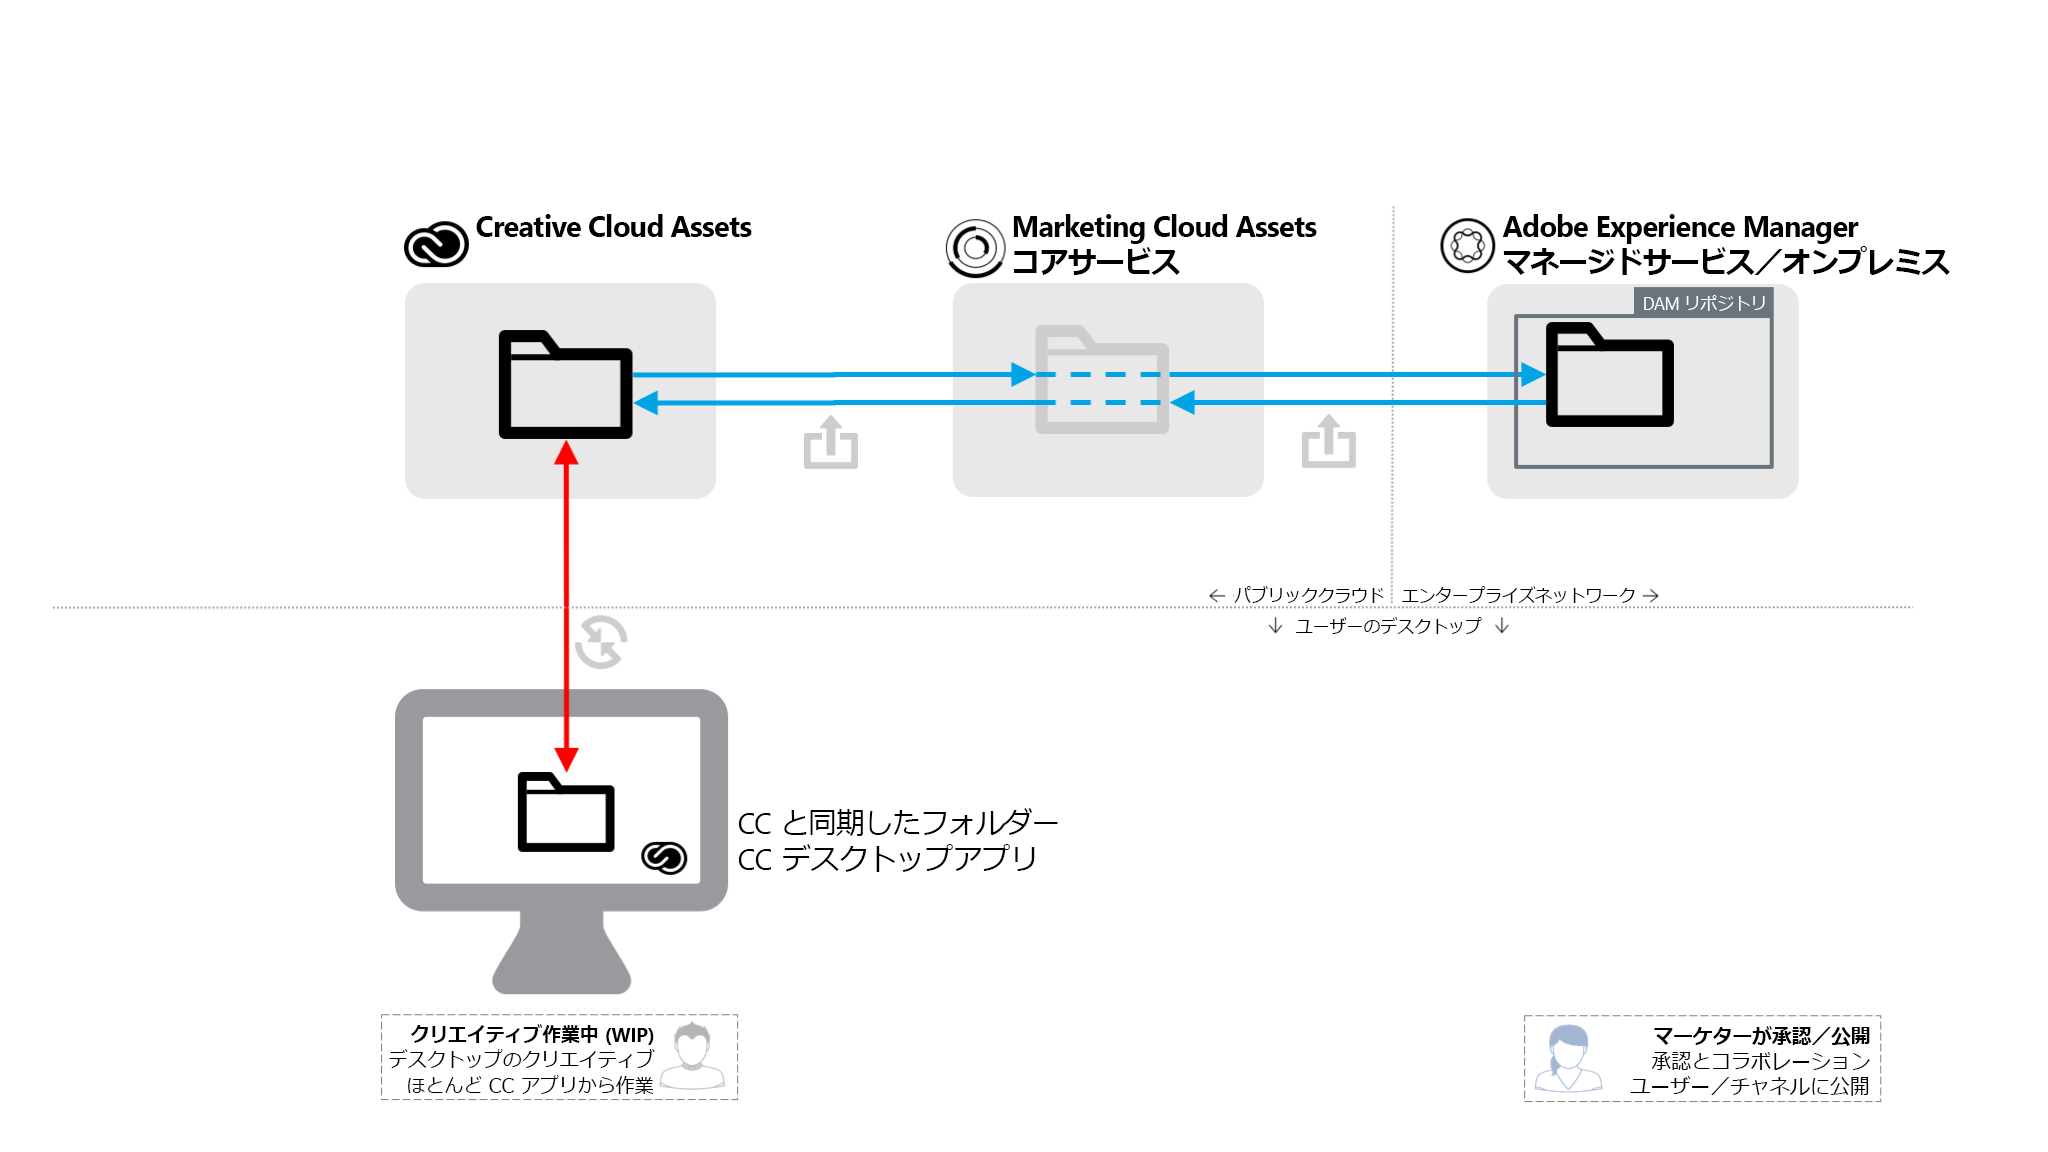 Creative Cloud Assets
Marketing Cloud Assets
コアサービス
Adobe Experience Manager
マネージドサービス／オンプレミス
DAM リポジトリ
← パブリッククラウド
エンタープライズネットワーク →
↓ ユーザーのデスクトップ ↓
CC と同期したフォルダー
CC デスクトップアプリ
クリエイティブ作業中 (WIP)
デスクトップのクリエイティブ
ほとんど CC アプリから作業
マーケターが承認／公開
承認とコラボレーション
ユーザー／チャネルに公開